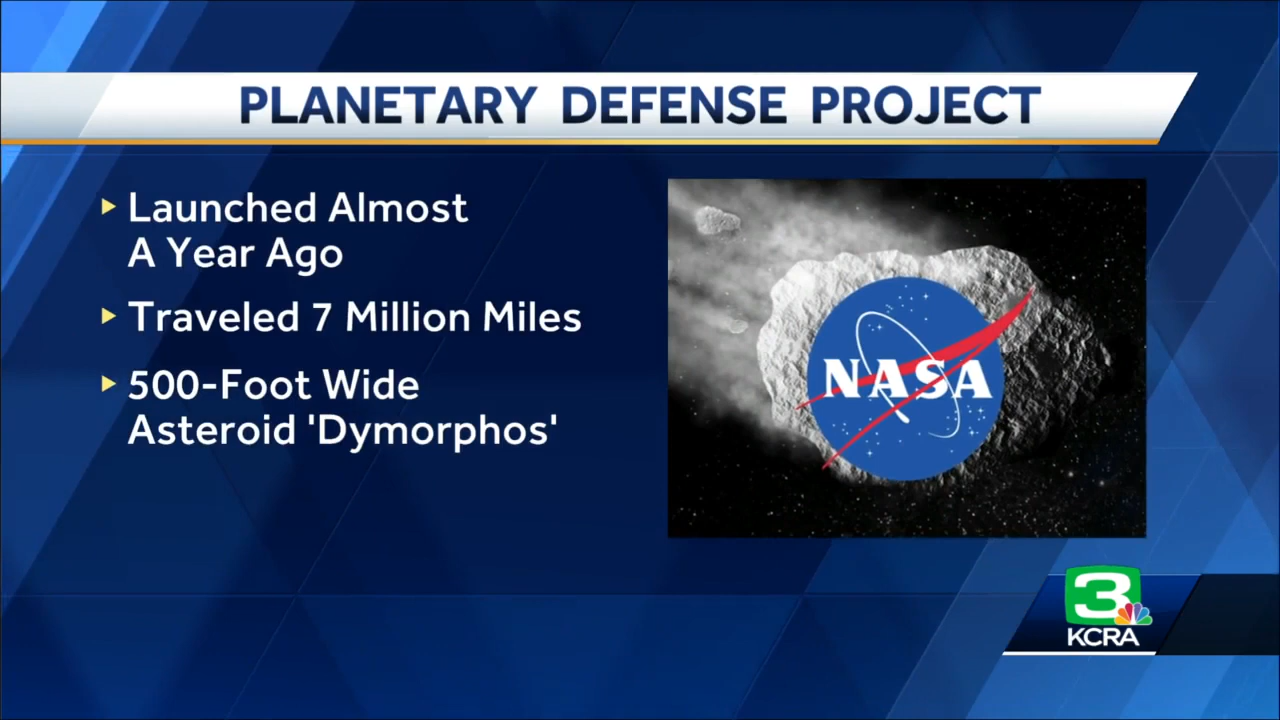 PLANETARY DEFENSE PROJECT
Launched Almost
A Year Ago
Traveled 7 Million Miles
500-Foot Wide
Asteroid 'Dymorphos'
NASA
3
KCRA